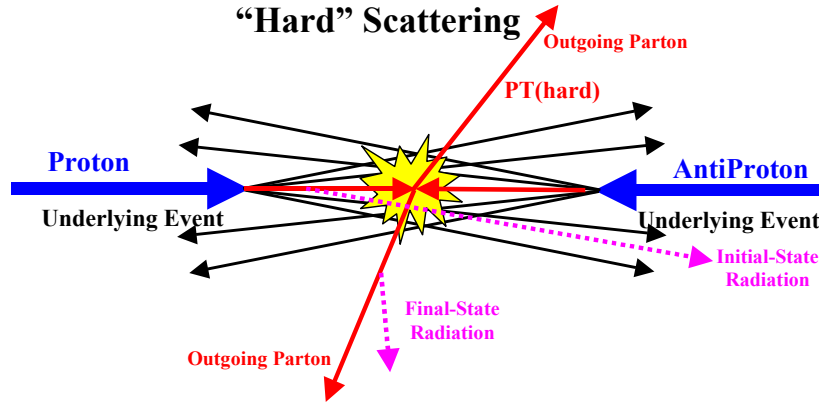 “Hard” Scattering
Outgoing Parton
PT(hard)
Proton
AntiProton
Underlying Event
Underlying Event
Initial-State
Radiation
Final-State
Radiation
Outgoing Parton